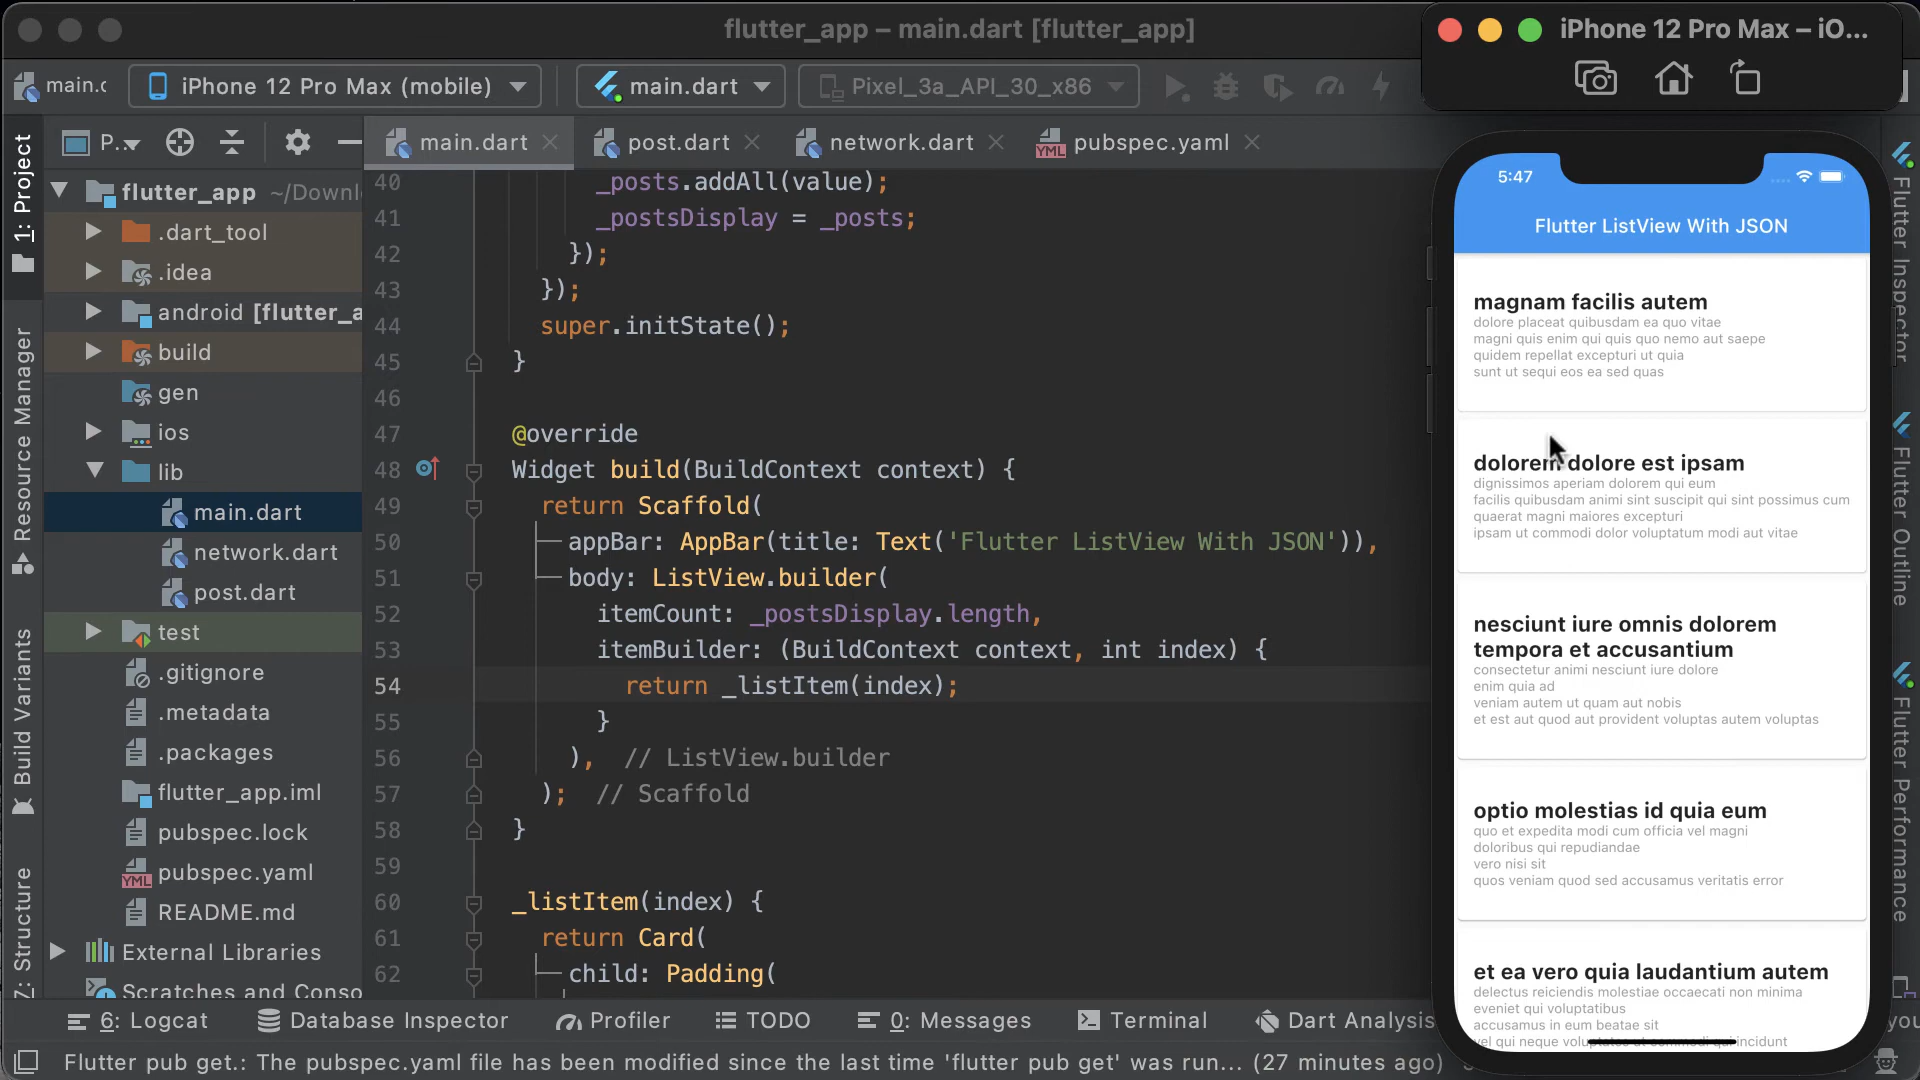 flutter_app – main.dart [flutter_app]
iPhone 12 Pro Max – iO...
main.c
iPhone 12 Pro Max (mobile)
main.dart
Pixel_3a_API_30_x86
1: Project
Resource Manager
Build Variants
7: Structure
P..
main.dart
post.dart
YML pubspec.yaml
network.dart
flutter_app ~/Downl
.dart_tool
.idea
android [flutter_a
build
gen
ios
lib
main.dart
network.dart
post.dart
test
.gitignore
.metadata
.packages
flutter_app.iml
pubspec.lock
YML pubspec.yaml
README.md
External Libraries
Scratches and Conso
40 _posts.addAll(value);
41 _postsDisplay = _posts;
42 });
43 });
44 super.initState();
45 }
46
47 @override
48 Widget build(BuildContext context) {
49 return Scaffold(
50 appBar: AppBar(title: Text('Flutter ListView With JSON')),
51 body: ListView.builder(
52 itemCount: _postsDisplay.length,
53 itemBuilder: (BuildContext context, int index) {
54 return _listItem(index);
55 }
56 ), // ListView.builder
57 ); // Scaffold
58 }
59
60 _listItem(index) {
61 return Card(
62 child: Padding(
5:47
Flutter ListView With JSON
magnam facilis autem
dolore placeat quibusdam ea quo vitae
magni quis enim qui quis quo nemo aut saepe
quidem repellat excepturi ut quia
sunt ut sequi eos ea sed quas
dolorem dolore est ipsam
dignissimos aperiam dolorem qui eum
facilis quibusdam animi sint suscipit qui sint possimus cum
quaerat magni maiores excepturi
ipsam ut commodi dolor voluptatum modi aut vitae
nesciunt iure omnis dolorem
tempora et accusantium
consectetur animi nesciunt iure dolore
enim quia ad
veniam autem ut quam aut nobis
et est aut quod aut provident voluptas autem voluptas
optio molestias id quia eum
quo et expedita modi cum officia vel magni
doloribus qui repudiandae
vero nisi sit
quos veniam quod sed accusamus veritatis error
et ea vero quia laudantium autem
delectus reiciendis molestiae occaecati non minima
eveniet qui voluptatibus
accusamus in eum beatae sit
vel qui neque voluptates ut commodi qui incidunt
Flutter Inspector
Flutter Outline
Flutter Performance
6: Logcat
Database Inspector
Profiler
TODO
0: Messages
Terminal
Dart Analysis
you
Flutter pub get.: The pubspec.yaml file has been modified since the last time 'flutter pub get' was run... (27 minutes ago)